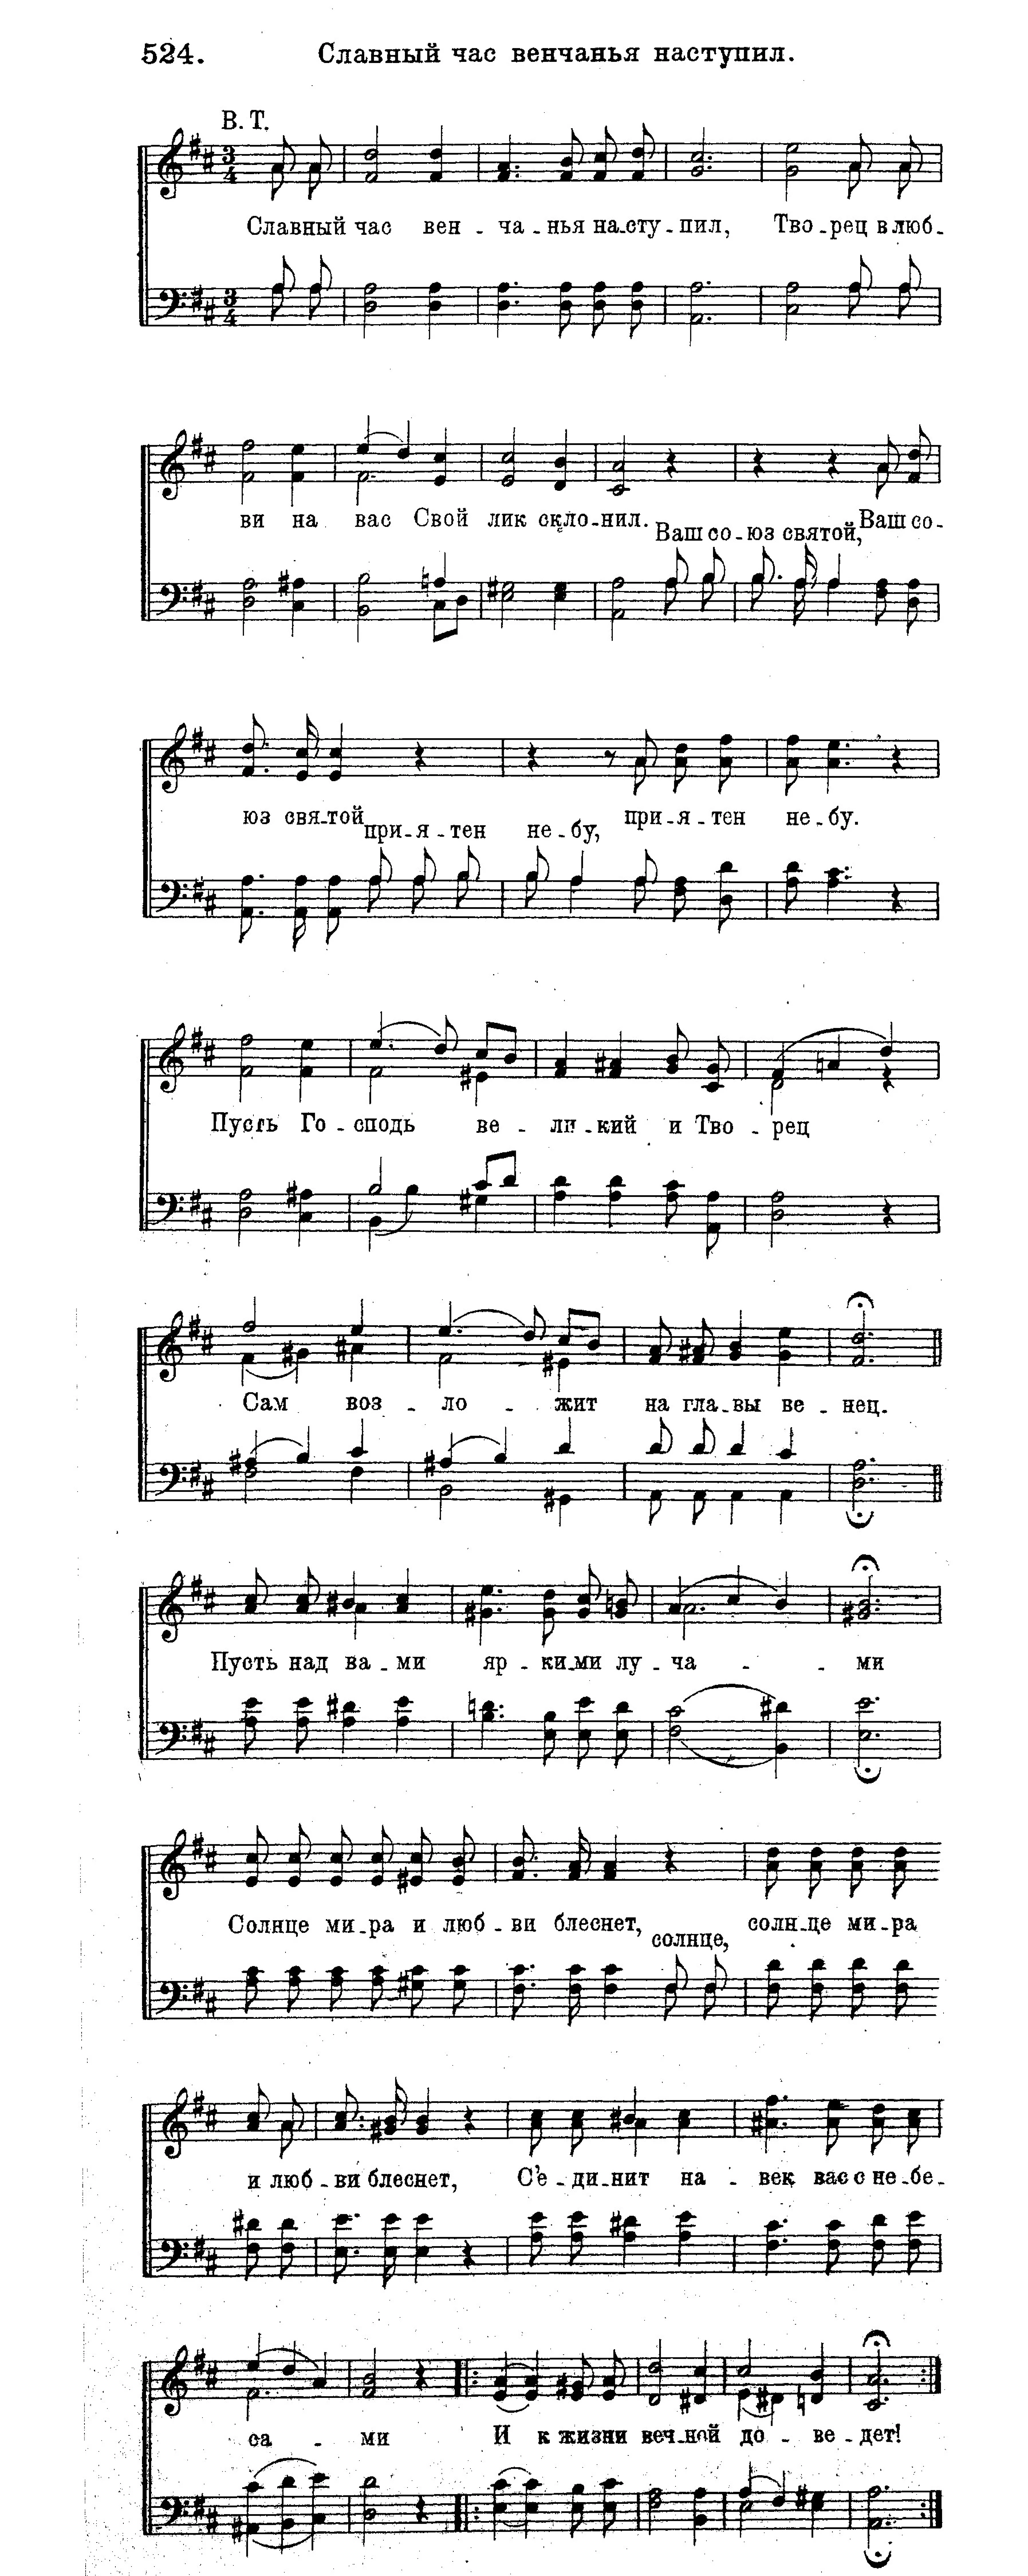 524. Славный час венчанья наступил.
В. Т.
Славный час вен - ча - нья на-сту - пил, Тво - рец в люб-
ви на вас Свой лик скло-нил. Ваш со-
Ваш со - юз святой,
юз свя-той при - я - тен не - бу.
при - я - тен не - бу,
Пусть Го - сподь ве - ли - кий и Тво - рец
Сам воз - ло - жит на гла - вы ве - нец.
Пусть над ва - ми яр - ки-ми лу - ча - - ми
Солнце ми - ра и люб - ви блеснет, солн-це ми - ра
солнце,
и люб - ви блеснет, Съе - ди - нит на - век вас с не - бе-
са - ми И к жизни веч-ной до - ве - дет!